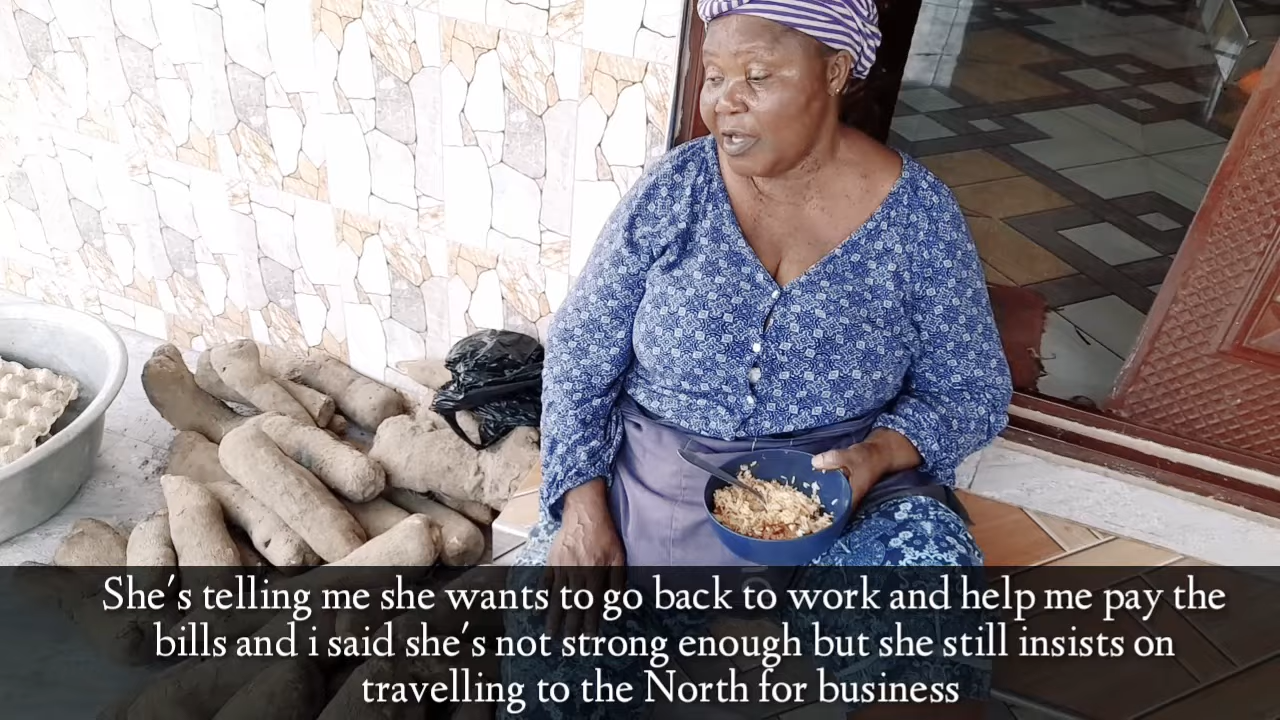 She's telling me she wants to go back to work and help me pay the
bills and i said she's not strong enough but she still insists on
travelling to the North for business